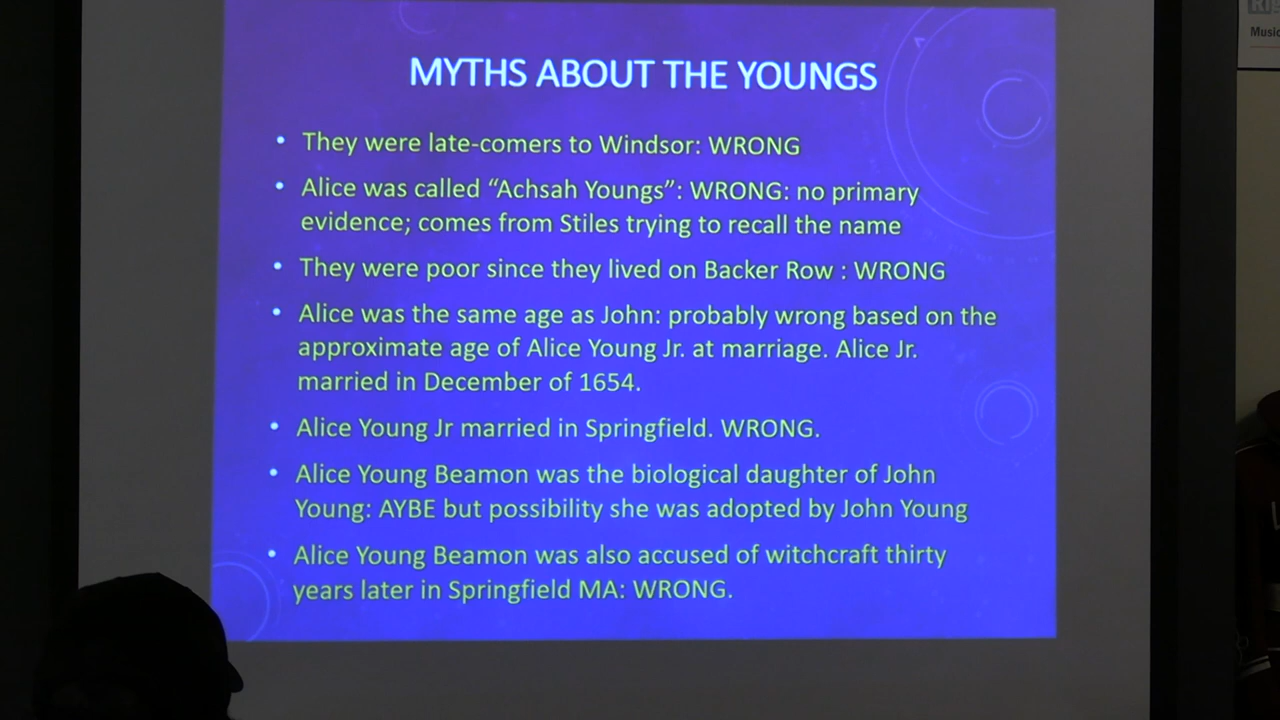 Music
MYTHS ABOUT THE YOUNGS
• They were late-comers to Windsor: WRONG
• Alice was called “Achsah Youngs”: WRONG: no primary
evidence; comes from Stiles trying to recall the name
• They were poor since they lived on Backer Row : WRONG
• Alice was the same age as John: probably wrong based on the
approximate age of Alice Young Jr. at marriage. Alice Jr.
married in December of 1654.
• Alice Young Jr married in Springfield. WRONG.
• Alice Young Beamon was the biological daughter of John
Young: AYBE but possibility she was adopted by John Young
• Alice Young Beamon was also accused of witchcraft thirty
years later in Springfield MA: WRONG.